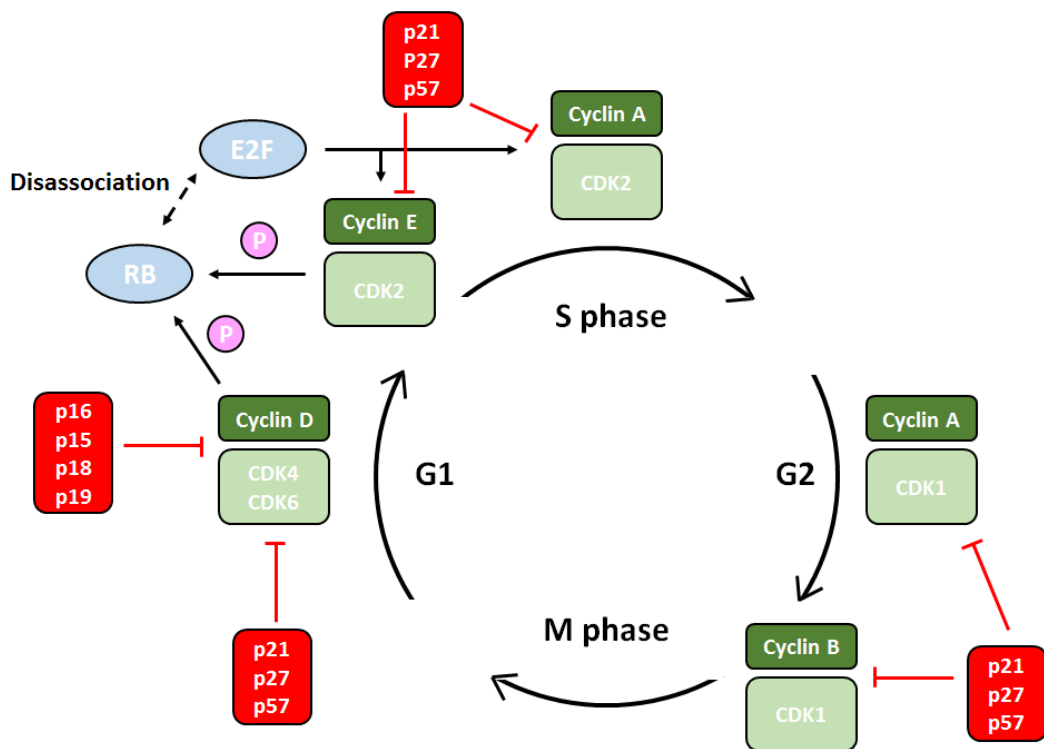 p21
P27
p57
Cyclin A
CDK2
E2F
Disassociation
Cyclin E
CDK2
P
RB
P
S phase
p16
p15
p18
p19
Cyclin D
CDK4
CDK6
G1
G2
Cyclin A
CDK1
M phase
p21
p27
p57
Cyclin B
CDK1
p21
p27
p57